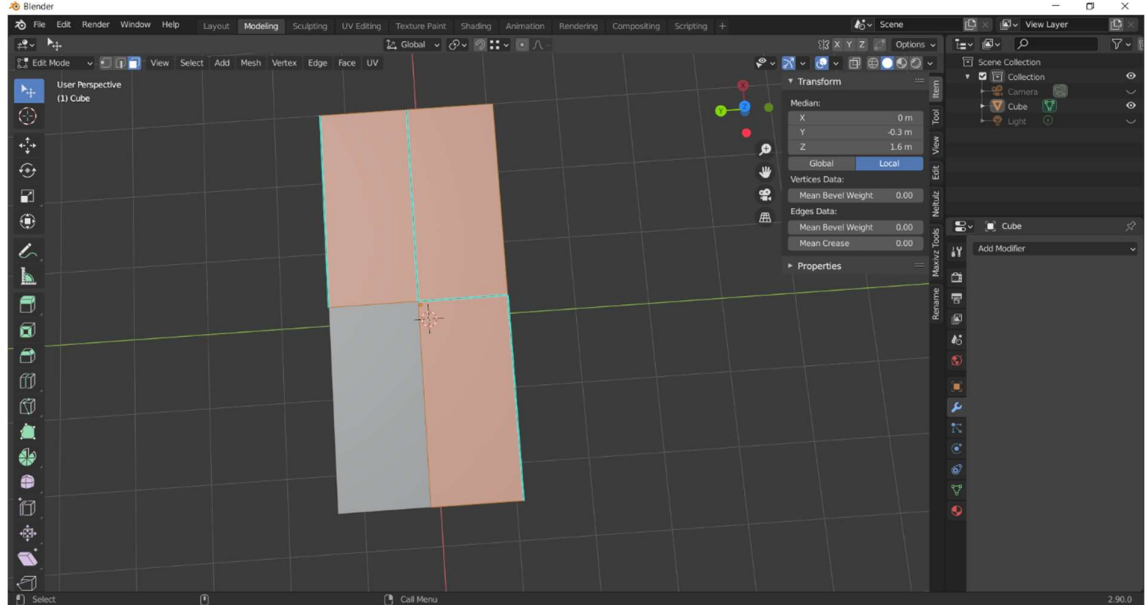 Blender
File Edit Render Window Help Layout Modeling Sculpting UV Editing Texture Paint Shading Animation Rendering Compositing Scripting + Scene View Layer
Global X Y Z Options
Edit Mode View Select Add Mesh Vertex Edge Face UV
User Perspective
(1) Cube
Transform
Median:
X 0 m
Y -0.3 m
Z 1.6 m
Global Local
Vertices Data:
Mean Bevel Weight 0.00
Edges Data:
Mean Bevel Weight 0.00
Mean Crease 0.00
Properties
Item
Tool
View
Edit
Neltulz
Maxivz Tools
Rename
Y
Z
Scene Collection
Collection
Camera
Cube
Light
Cube
Add Modifier
Select
Call Menu
2.90.0